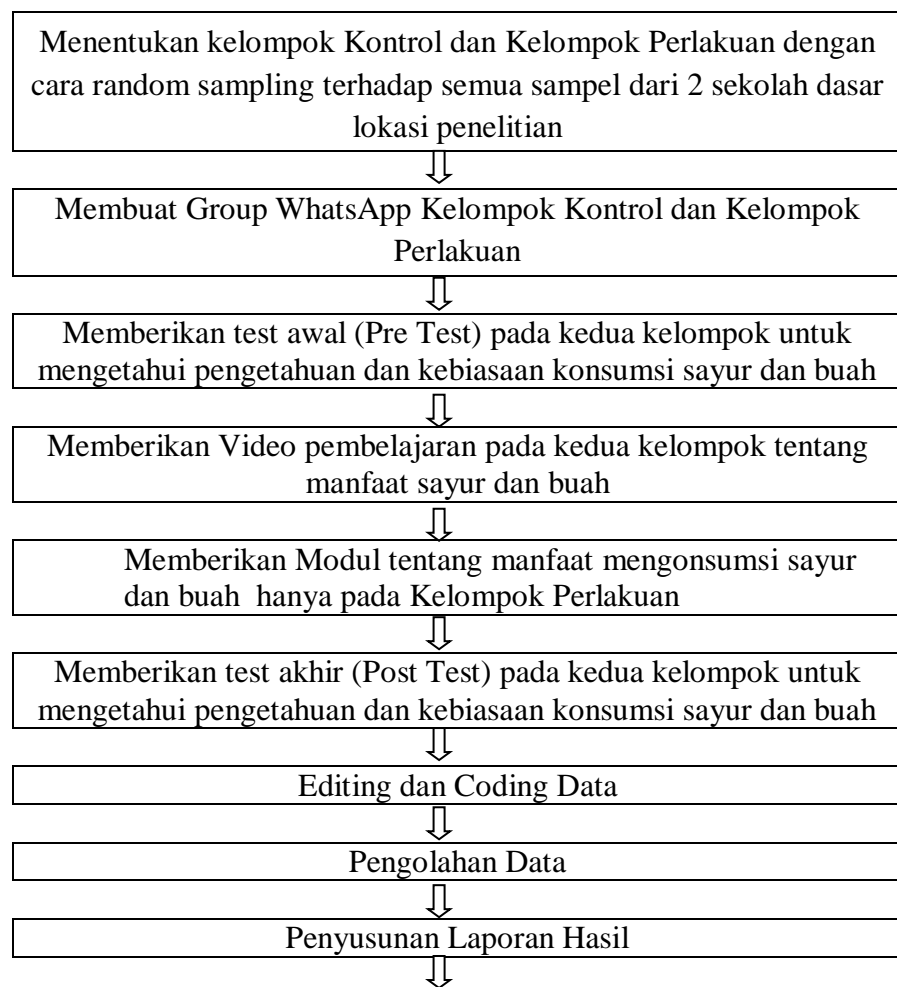 Menentukan kelompok Kontrol dan Kelompok Perlakuan dengan
cara random sampling terhadap semua sampel dari 2 sekolah dasar
lokasi penelitian
Membuat Group WhatsApp Kelompok Kontrol dan Kelompok
Perlakuan
Memberikan test awal (Pre Test) pada kedua kelompok untuk
mengetahui pengetahuan dan kebiasaan konsumsi sayur dan buah
Memberikan Video pembelajaran pada kedua kelompok tentang
manfaat sayur dan buah
Memberikan Modul tentang manfaat mengonsumsi sayur
dan buah hanya pada Kelompok Perlakuan
Memberikan test akhir (Post Test) pada kedua kelompok untuk
mengetahui pengetahuan dan kebiasaan konsumsi sayur dan buah
Editing dan Coding Data
Pengolahan Data
Penyusunan Laporan Hasil